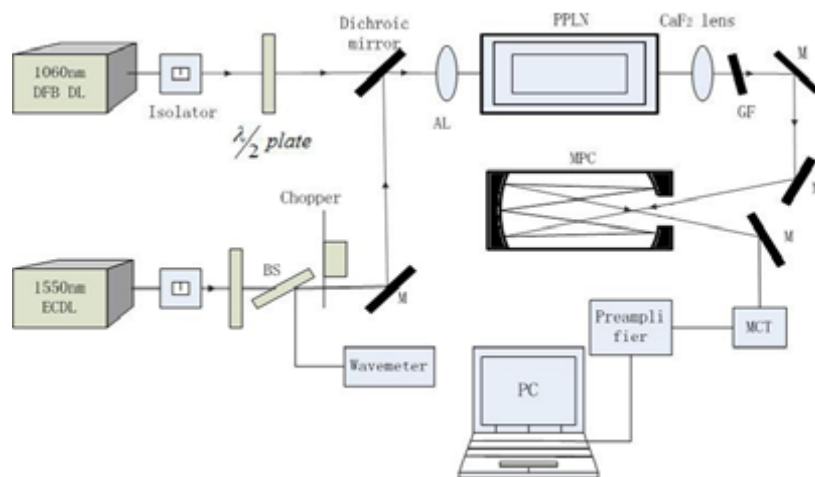 Dichroic
mirror
PPLN
CaF₂ lens
M
1060nm
DFB DL
Isolator
λ/2 plate
AL
GF
MPC
M
Chopper
M
BS
1550nm
ECDL
M
Preampli
fier
MCT
Wavemeter
PC